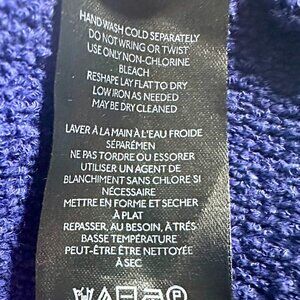 HAND WASH COLD SEPARATELY
DO NOT WRING OR TWIST
USE ONLY NON-CHLORINE
BLEACH
RESHAPE LAY FLAT TO DRY
LOW IRON AS NEEDED
MAY BE DRY CLEANED
LAVER À LA MAIN À L'EAU FROIDE
SÉPARÉMEN
NE PAS TORDRE OU ESSORER
UTILISER UN AGENT DE
BLANCHIMENT SANS CHLORE SI
NÉCESSAIRE
METTRE EN FORME ET SECHER
À PLAT
REPASSER, AU BESOIN, À TRÉS
BASSE TEMPÉRATURE
PEUT-ÊTRE ÊTRE NETTOYÉE
À SEC